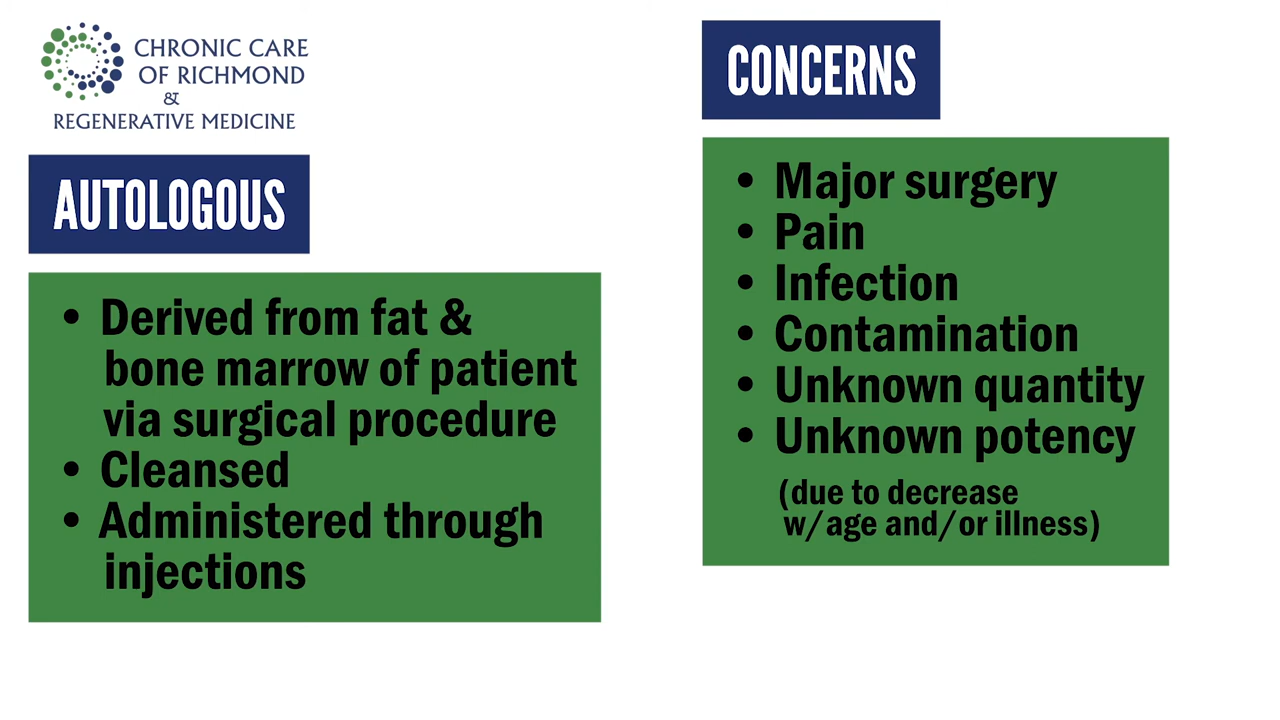 CHRONIC CARE
OF RICHMOND
&
REGENERATIVE MEDICINE
AUTOLOGOUS
• Derived from fat &
bone marrow of patient
via surgical procedure
• Cleansed
• Administered through
injections
CONCERNS
• Major surgery
• Pain
• Infection
• Contamination
• Unknown quantity
• Unknown potency
(due to decrease
w/age and/or illness)